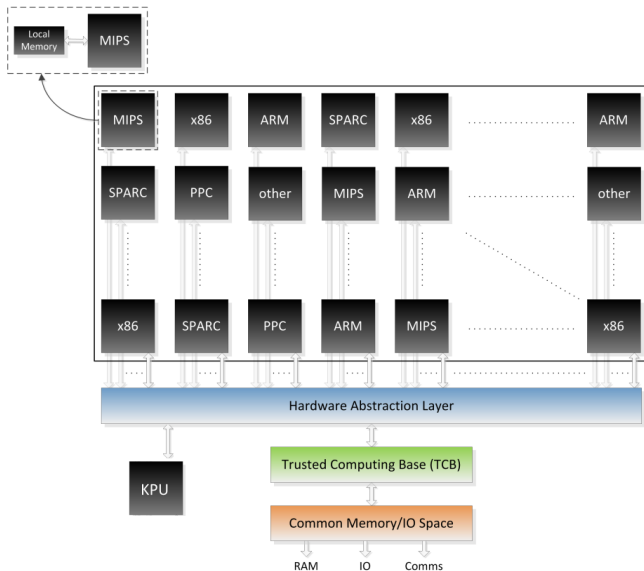 Local
Memory
MIPS
MIPS x86 ARM SPARC x86 ARM
SPARC PPC other MIPS ARM other
x86 SPARC PPC ARM MIPS x86
Hardware Abstraction Layer
KPU
Trusted Computing Base (TCB)
Common Memory/IO Space
RAM IO Comms